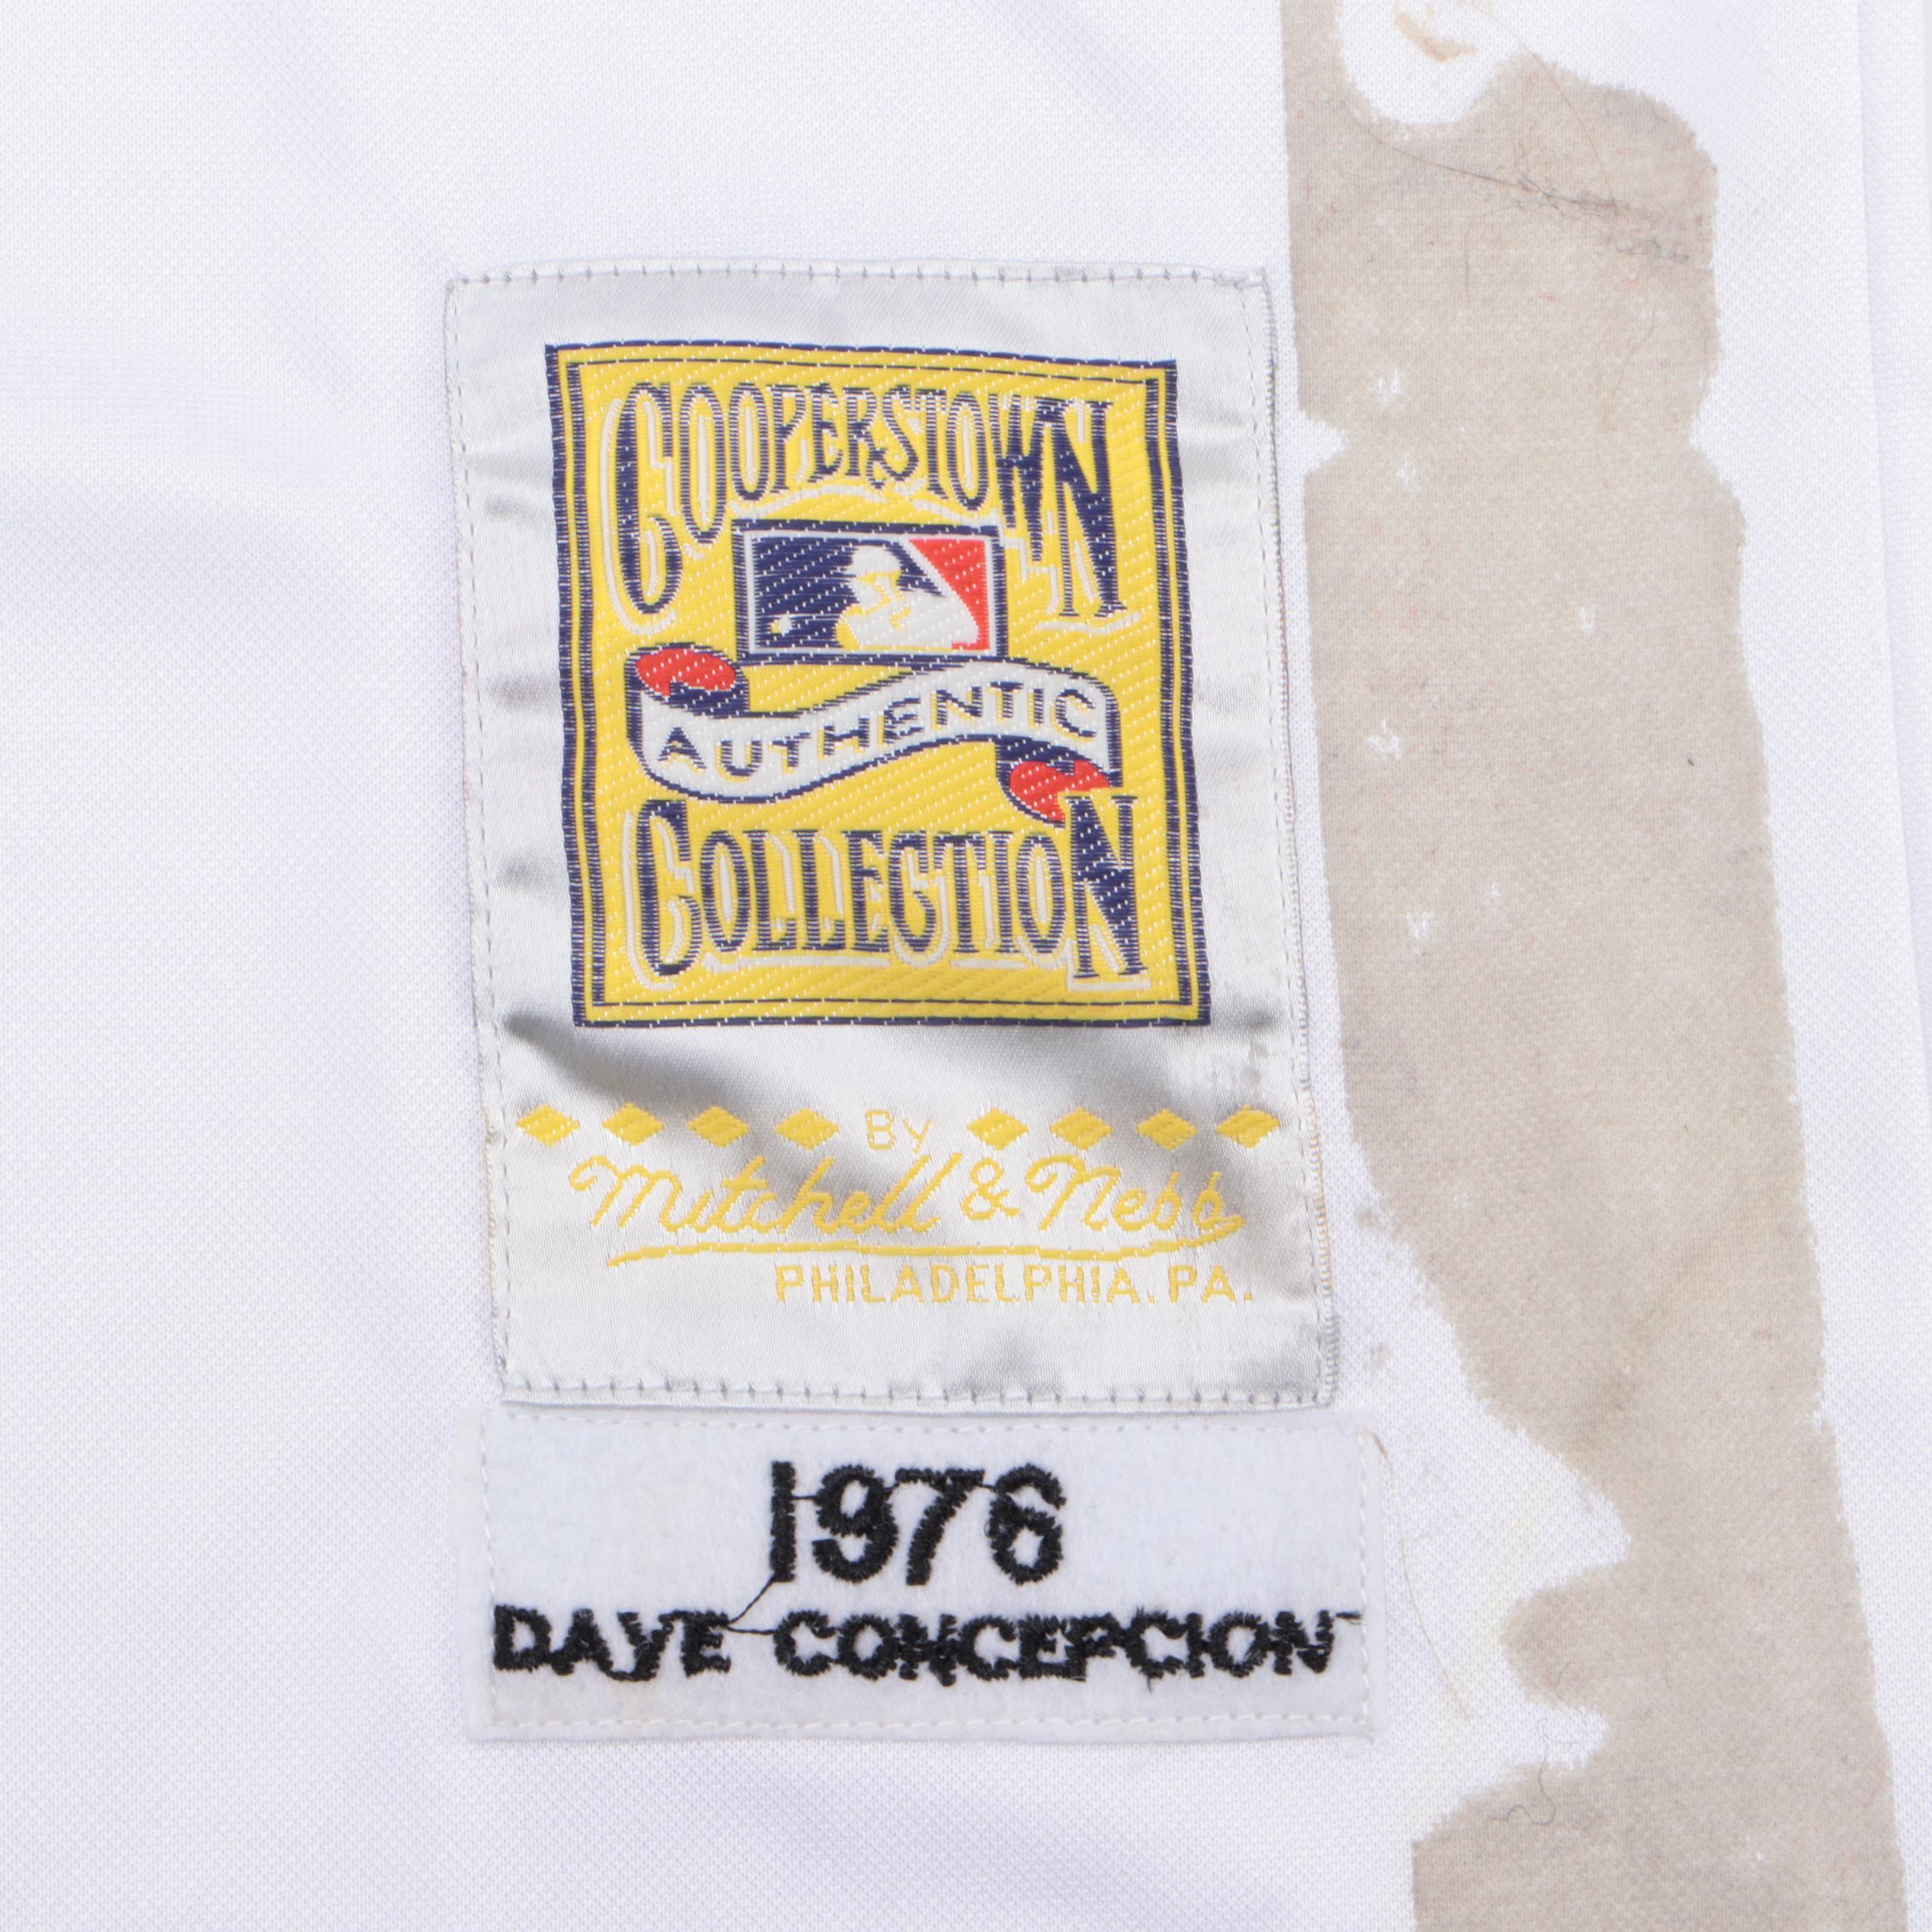 COOPERSTOWN
AUTHENTIC
COLLECTION
By
Mitchell & Ness
PHILADELPHIA. PA.
1976
DAVE CONCEPCION